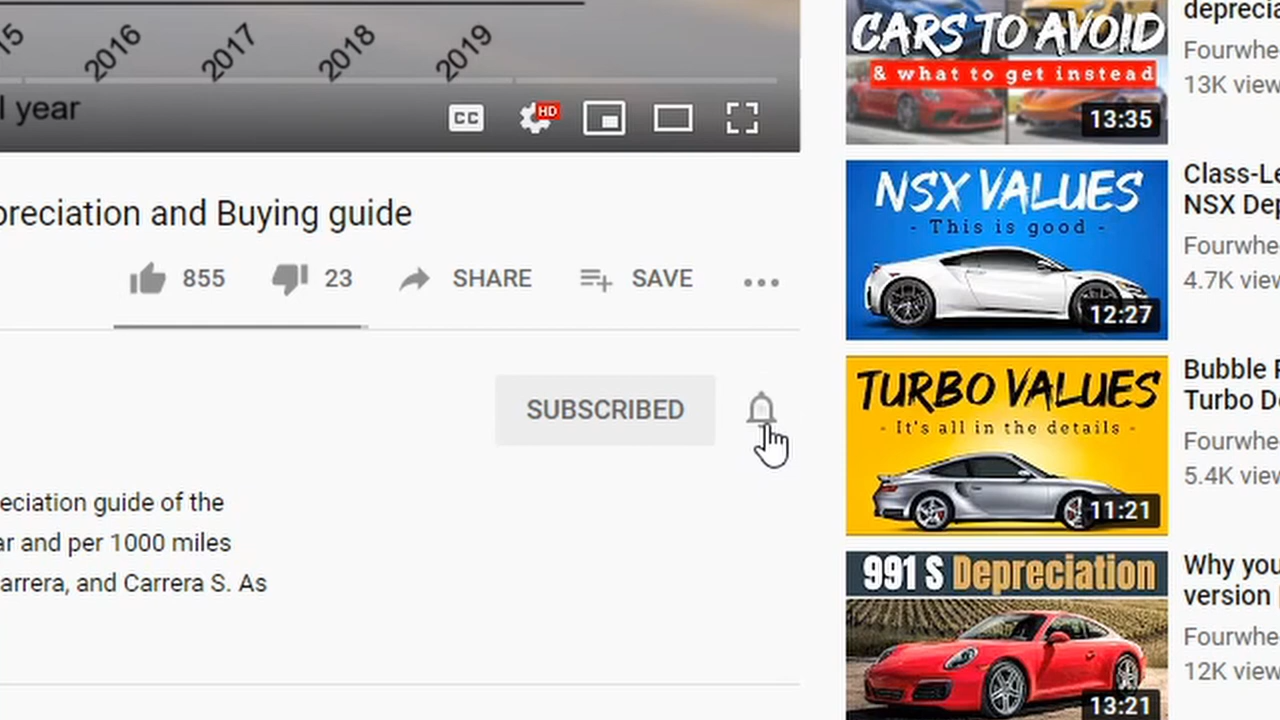 15
2016
2017
2018
2019
l year
CC
HD
preciation and Buying guide
855
23
SHARE
SAVE
SUBSCRIBED
eciation guide of the
ar and per 1000 miles
arrera, and Carrera S. As
CARS TO AVOID
& what to get instead
13:35
deprecia
Fourwhe
13K view
NSX VALUES
- This is good -
12:27
Class-Le
NSX Dep
Fourwhe
4.7K view
TURBO VALUES
- It's all in the details -
11:21
Bubble
Turbo De
Fourwhe
5.4K view
991 S Depreciation
13:21
Why you
version
Fourwhe
12K view